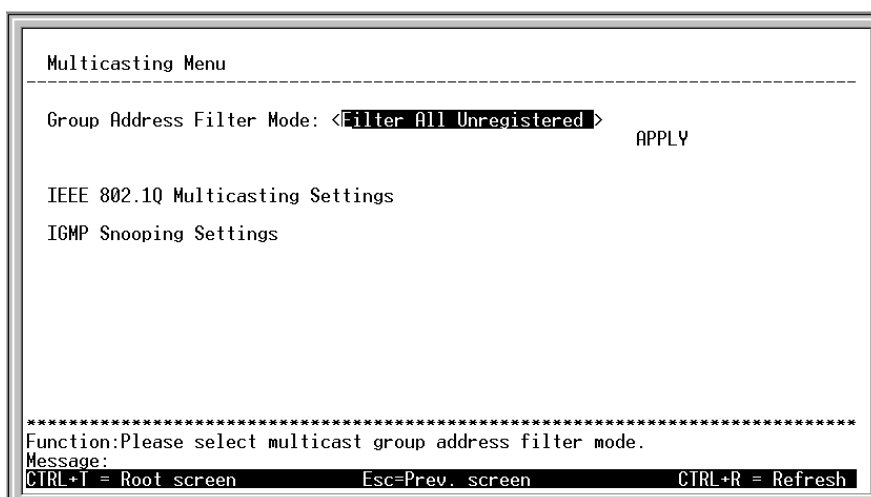 Multicasting Menu
--------------------------------------------------------------------------------
Group Address Filter Mode: <Filter All Unregistered >
APPLY
IEEE 802.1Q Multicasting Settings
IGMP Snooping Settings
********************************************************************************
Function:Please select multicast group address filter mode.
Message:
CTRL+T = Root screen Esc=Prev. screen CTRL+R = Refresh